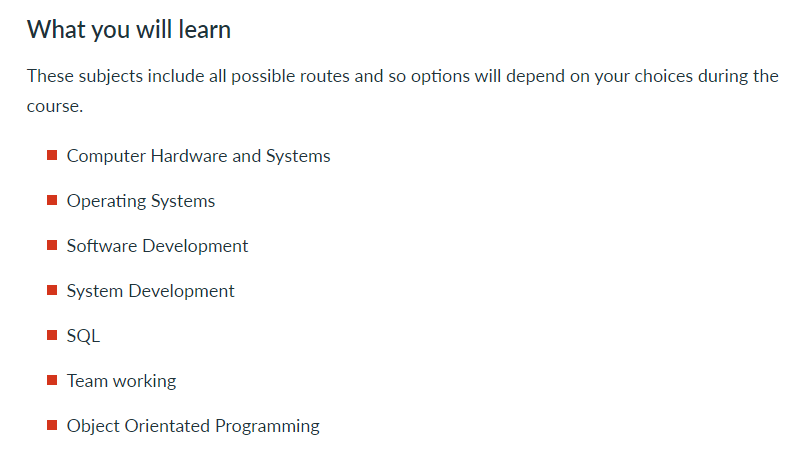 What you will learn
These subjects include all possible routes and so options will depend on your choices during the
course.
Computer Hardware and Systems
Operating Systems
Software Development
System Development
SQL
Team working
Object Orientated Programming